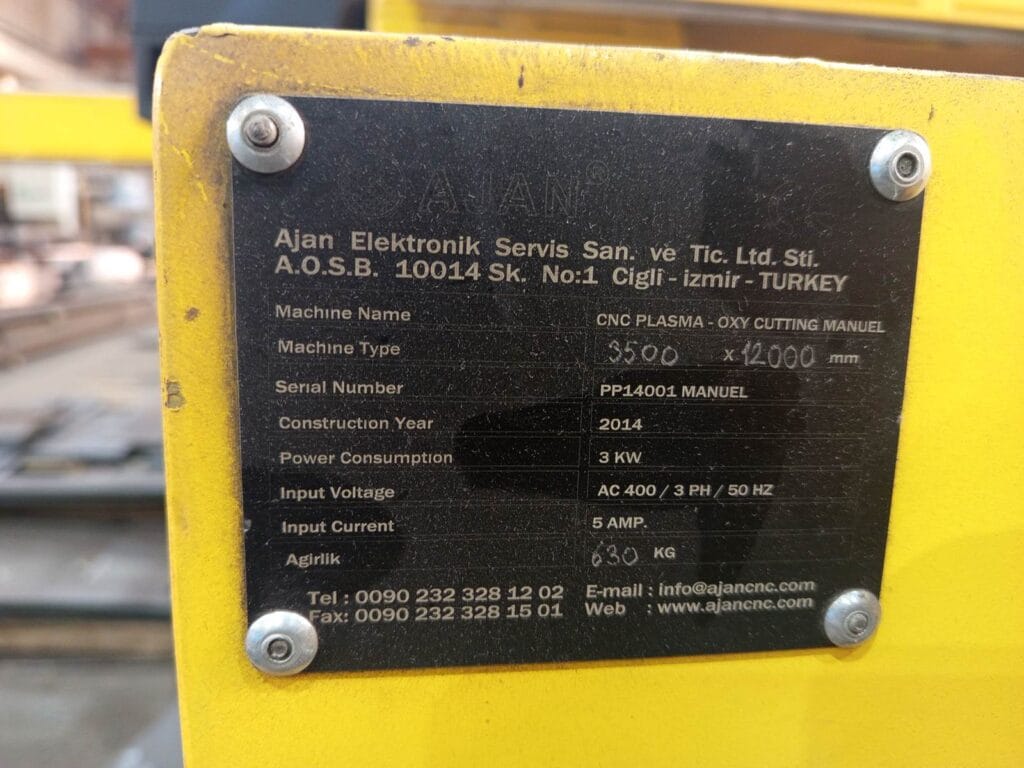 AJAN®
Ajan Elektronik Servis San. ve Tic. Ltd. Sti.
A.O.S.B. 10014 Sk. No:1 Cigli - izmir - TURKEY
Machine Name CNC PLASMA - OXY CUTTING MANUEL
Machine Type 3500 x 12000 mm
Serial Number PP14001 MANUEL
Construction Year 2014
Power Consumption 3 KW
Input Voltage AC 400 / 3 PH / 50 HZ
Input Current 5 AMP.
Agirlik 630 KG
Tel : 0090 232 328 12 02 E-mail : info@ajancnc.com
Fax: 0090 232 328 15 01 Web : www.ajancnc.com